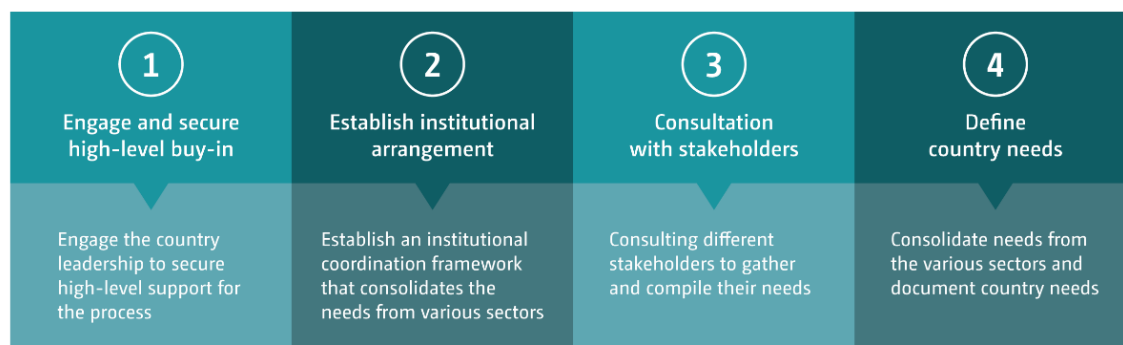 1
Engage and secure
high-level buy-in
Engage the country
leadership to secure
high-level support for
the process
2
Establish institutional
arrangement
Establish an institutional
coordination framework
that consolidates the
needs from various sectors
3
Consultation
with stakeholders
Consulting different
stakeholders to gather
and compile their needs
4
Define
country needs
Consolidate needs from
the various sectors and
document country needs